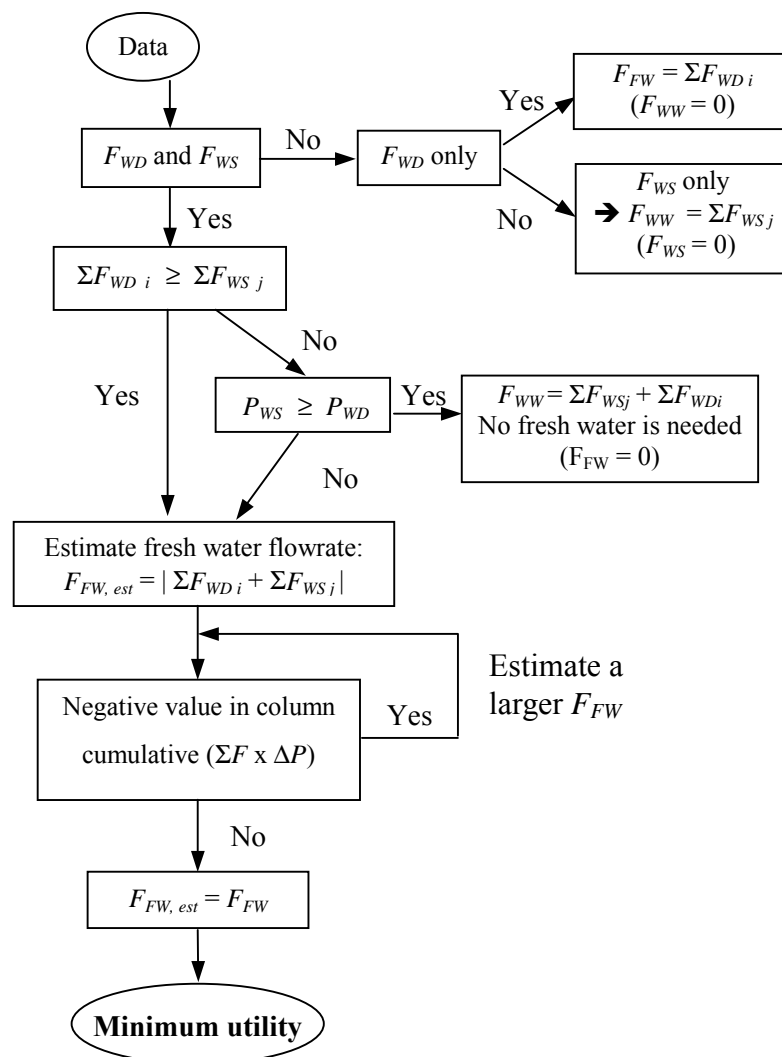 Data
F_FW = ΣF_WD i
(F_WW = 0)
Yes
F_WD and F_WS
No
F_WD only
No
F_WS only
➔ F_WW = ΣF_WS j
(F_WS = 0)
Yes
ΣF_WD i ≥ ΣF_WS j
No
Yes
P_WS ≥ P_WD
Yes
F_WW = ΣF_WSj + ΣF_WDi
No fresh water is needed
(F_FW = 0)
No
Estimate fresh water flowrate:
F_FW, est = | ΣF_WD i + ΣF_WS j |
Estimate a
larger F_FW
Negative value in column
cumulative (ΣF x ΔP)
Yes
No
F_FW, est = F_FW
Minimum utility